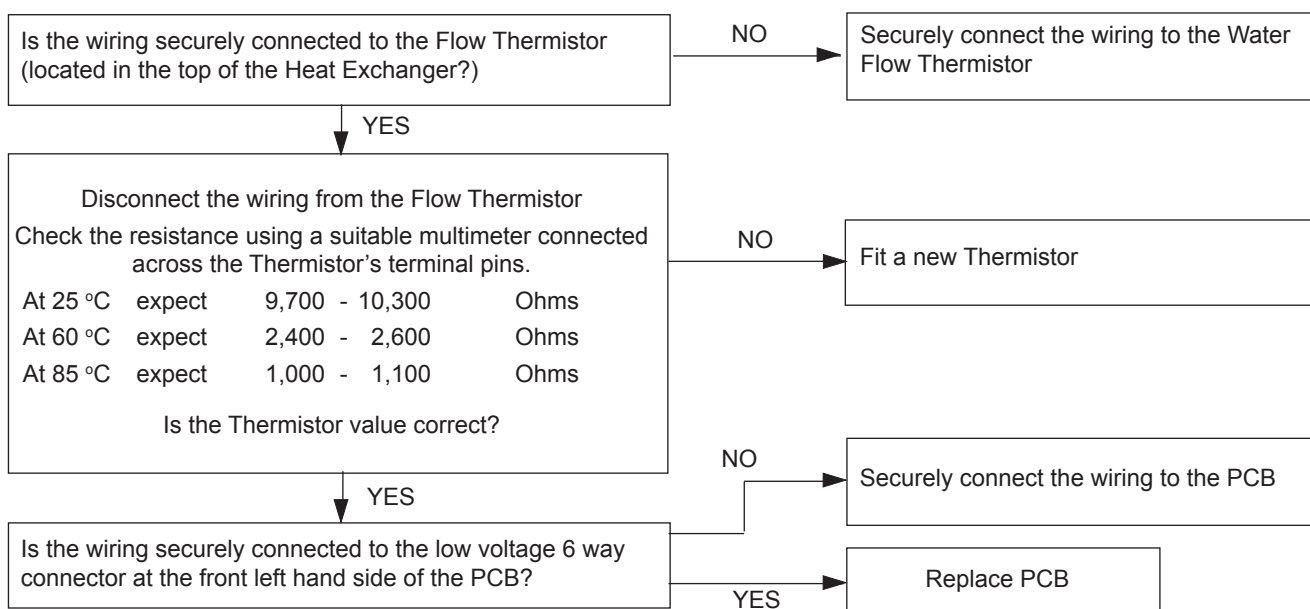 Is the wiring securely connected to the Flow Thermistor
(located in the top of the Heat Exchanger?)
NO
Securely connect the wiring to the Water
Flow Thermistor
YES
Disconnect the wiring from the Flow Thermistor
Check the resistance using a suitable multimeter connected
across the Thermistor's terminal pins.
At 25 °C expect 9,700 - 10,300 Ohms
At 60 °C expect 2,400 - 2,600 Ohms
At 85 °C expect 1,000 - 1,100 Ohms
Is the Thermistor value correct?
NO
Fit a new Thermistor
YES
Is the wiring securely connected to the low voltage 6 way
connector at the front left hand side of the PCB?
NO
Securely connect the wiring to the PCB
YES
Replace PCB